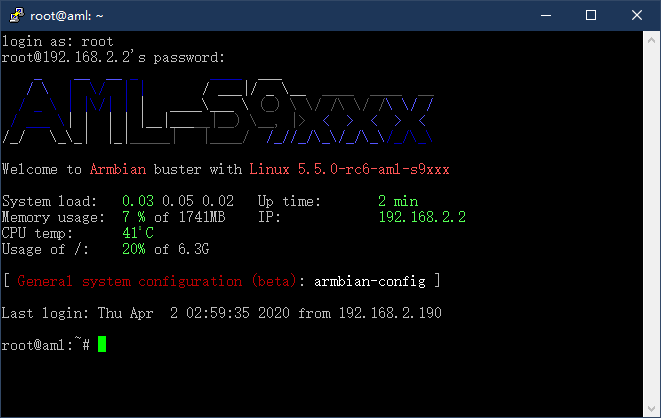 root@aml: ~
login as: root
root@192.168.2.2's password:
AML-S9xxx
Welcome to Armbian buster with Linux 5.5.0-rc6-aml-s9xxx
System load: 0.03 0.05 0.02 Up time: 2 min
Memory usage: 7 % of 1741MB IP: 192.168.2.2
CPU temp: 41°C
Usage of /: 20% of 6.3G
[ General system configuration (beta): armbian-config ]
Last login: Thu Apr 2 02:59:35 2020 from 192.168.2.190
root@aml:~#